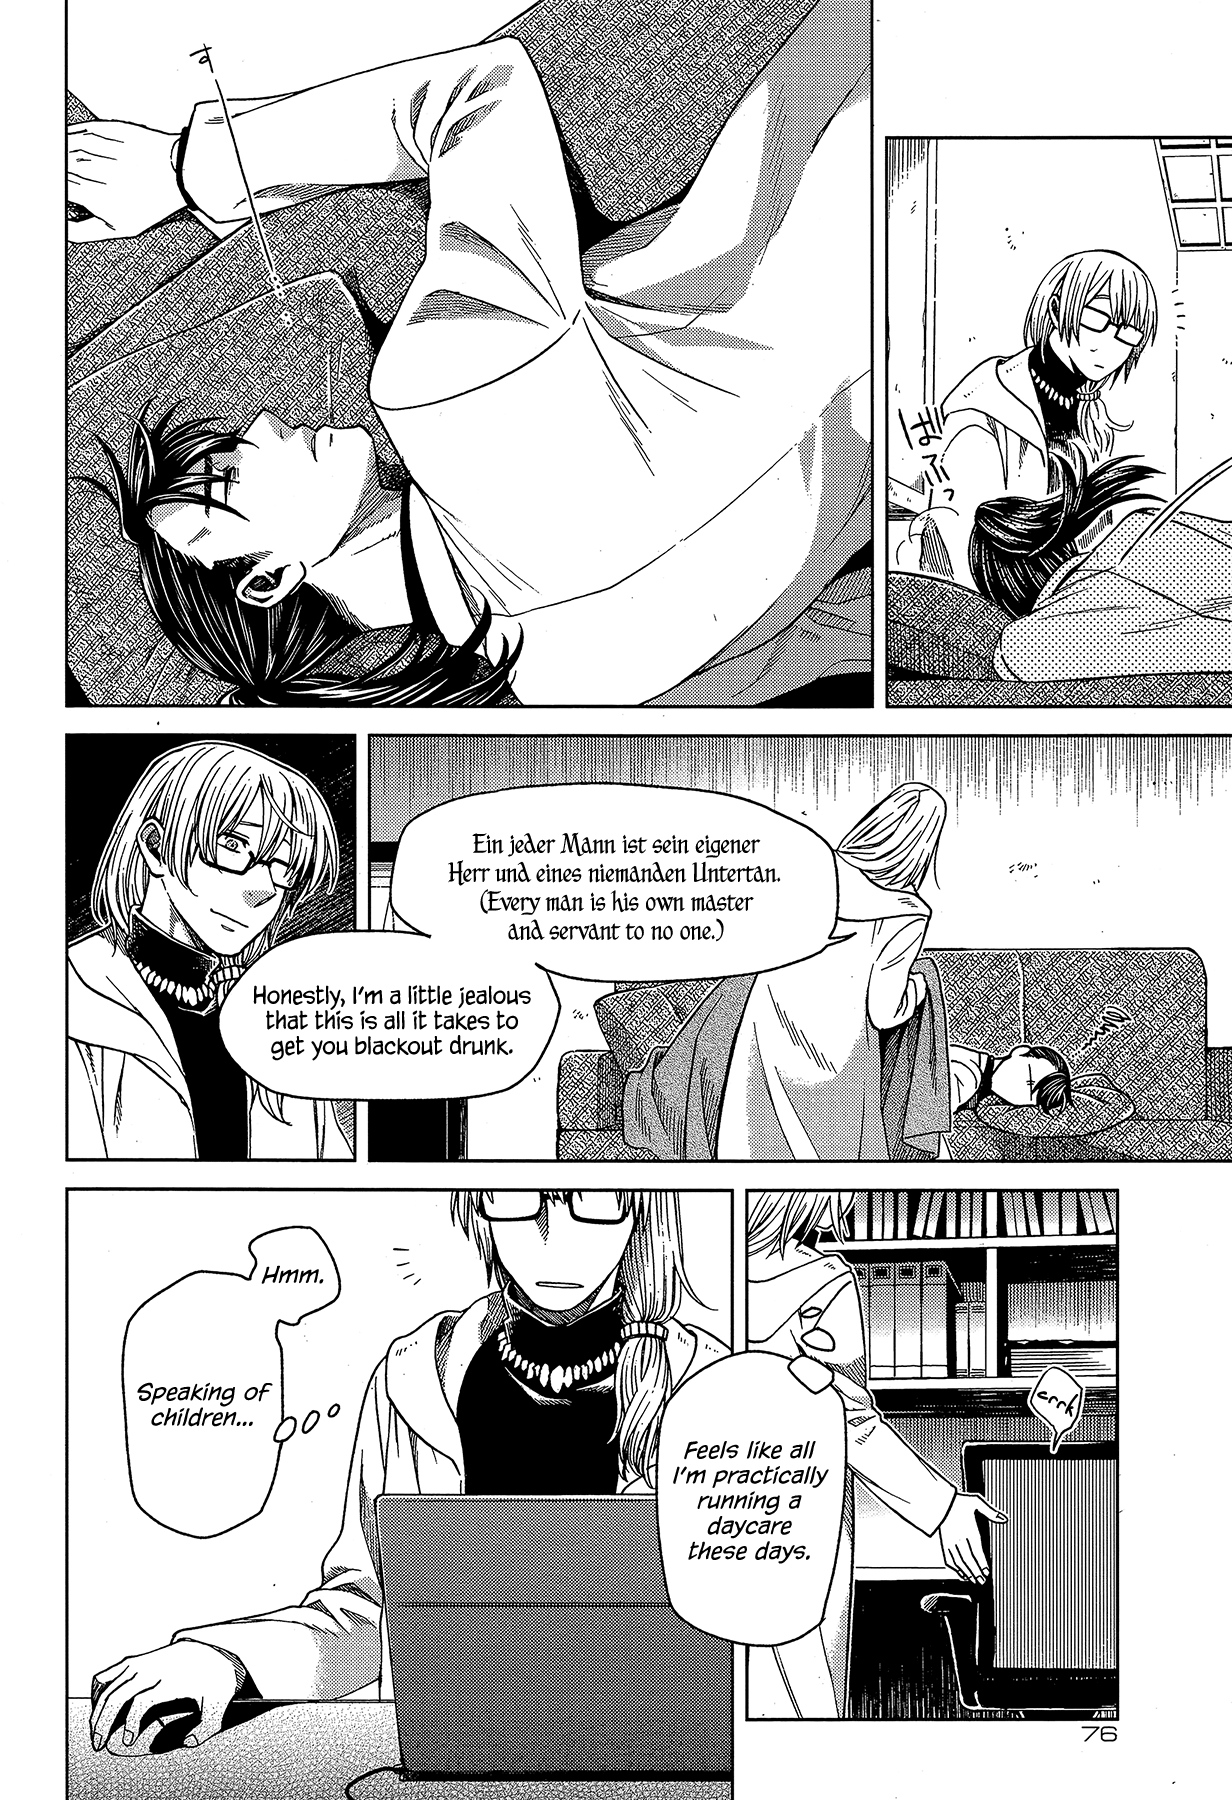 ぼふっ
す
Ein jeder Mann ist sein eigener
Herr und eines niemanden Untertan.
(Every man is his own master
and servant to no one.)
Honestly, I'm a little jealous
that this is all it takes to
get you blackout drunk.
crrk
Feels like all
I'm practically
running a
daycare
these days.
Hmm.
Speaking of
children...
76